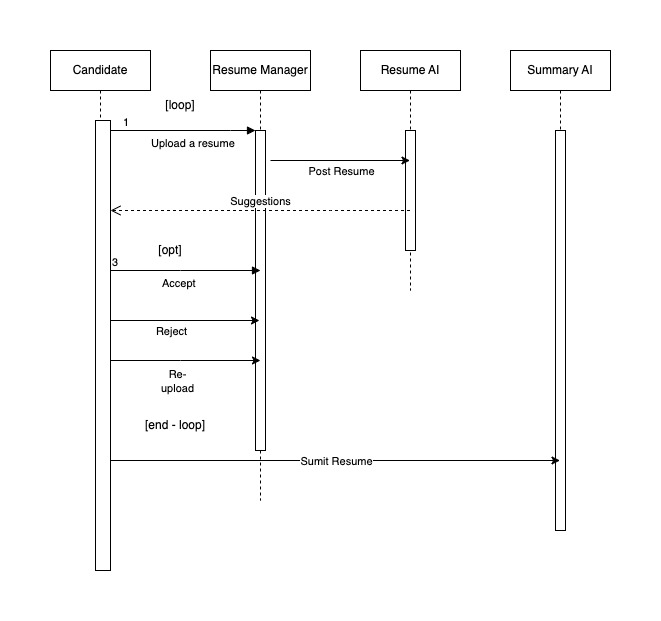 Candidate
Resume Manager
Resume AI
Summary AI
[loop]
1
Upload a resume
Post Resume
Suggestions
[opt]
3
Accept
Reject
Re-
upload
[end - loop]
Sumit Resume